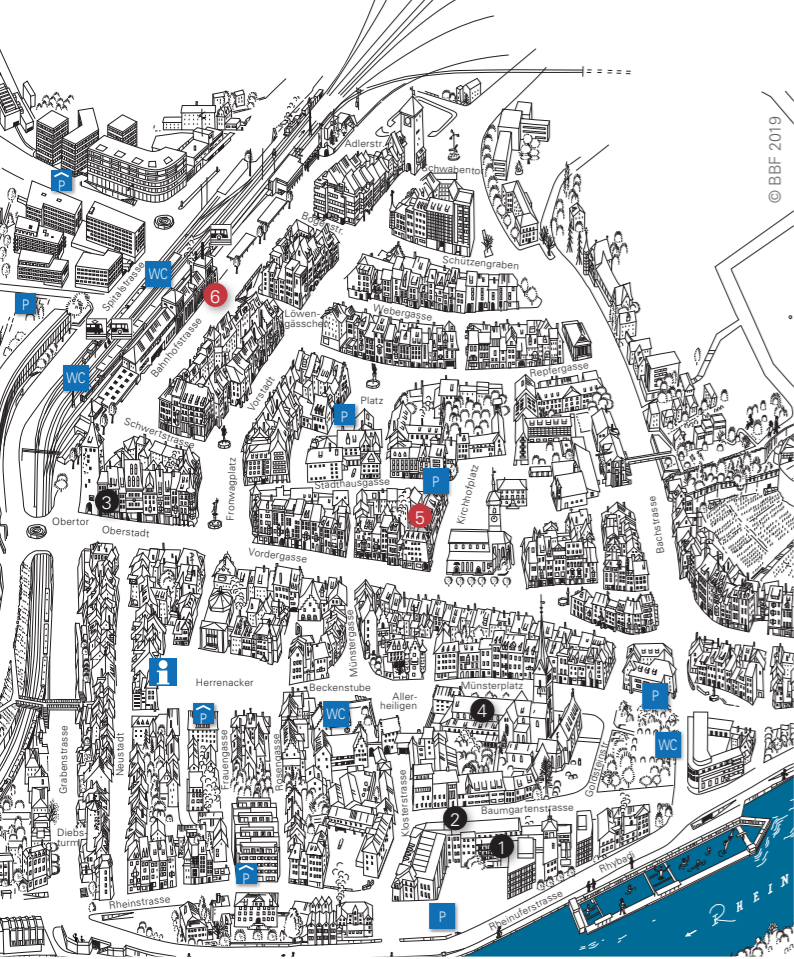 © BBF 2019
Adlerstr.
Schwabentor
P
Bogenstr.
Schützengraben
WC
Spitalstrasse
6
P
Löwen-
gässchen
Webergasse
Bahnhofstrasse
Repfergasse
WC
Vorstadt
Platz
P
Schwertstrasse
Fronwagplatz
Stadthausgasse
P
Kirchhofplatz
3
5
Obertor
Oberstadt
Bachstrasse
Vordergasse
Münstergasse
i
Herrenacker
Beckenstube
Aller-
heiligen
Münsterplatz
P
P
WC
4
WC
Grabenstrasse
Neustadt
Frauengasse
Rosengasse
Klosterstrasse
Goldsteinstr.
Baumgartenstrasse
2
1
Diebs-
turm
P
Rhybadi
Rheinstrasse
P
Rheinuferstrasse
RHEIN